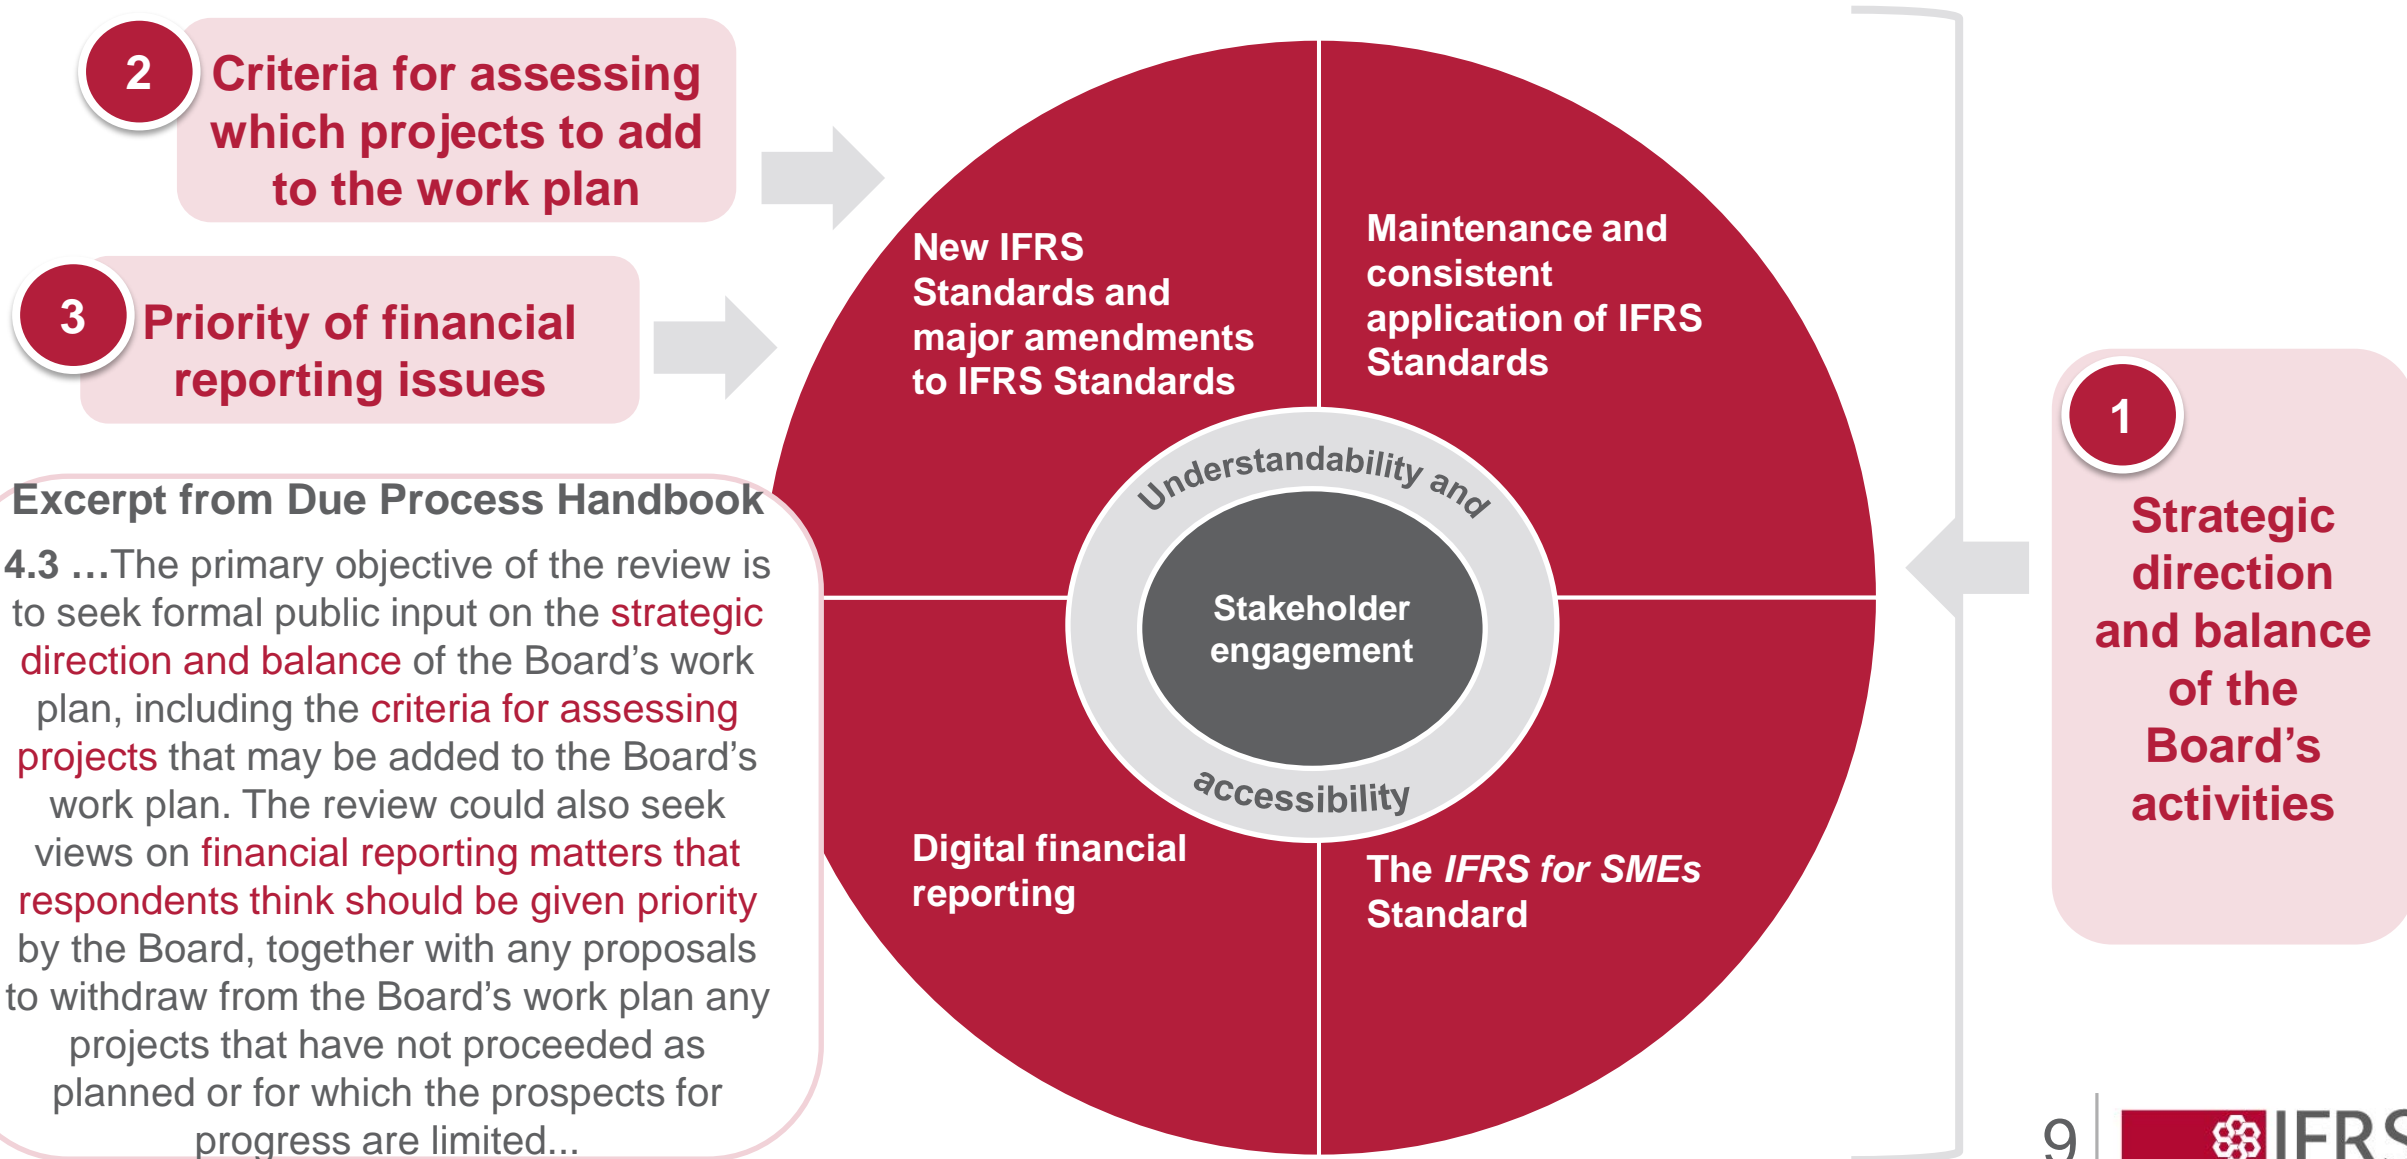 2
Criteria for assessing
which projects to add
to the work plan
3
Priority of financial
reporting issues
Excerpt from Due Process Handbook
4.3 …The primary objective of the review is
to seek formal public input on the strategic
direction and balance of the Board’s work
plan, including the criteria for assessing
projects that may be added to the Board’s
work plan. The review could also seek
views on financial reporting matters that
respondents think should be given priority
by the Board, together with any proposals
to withdraw from the Board’s work plan any
projects that have not proceeded as
planned or for which the prospects for
progress are limited...
New IFRS
Standards and
major amendments
to IFRS Standards
Maintenance and
consistent
application of IFRS
Standards
Understandability and
accessibility
Stakeholder
engagement
Digital financial
reporting
The IFRS for SMEs
Standard
1
Strategic
direction
and balance
of the
Board’s
activities
9
IFRS